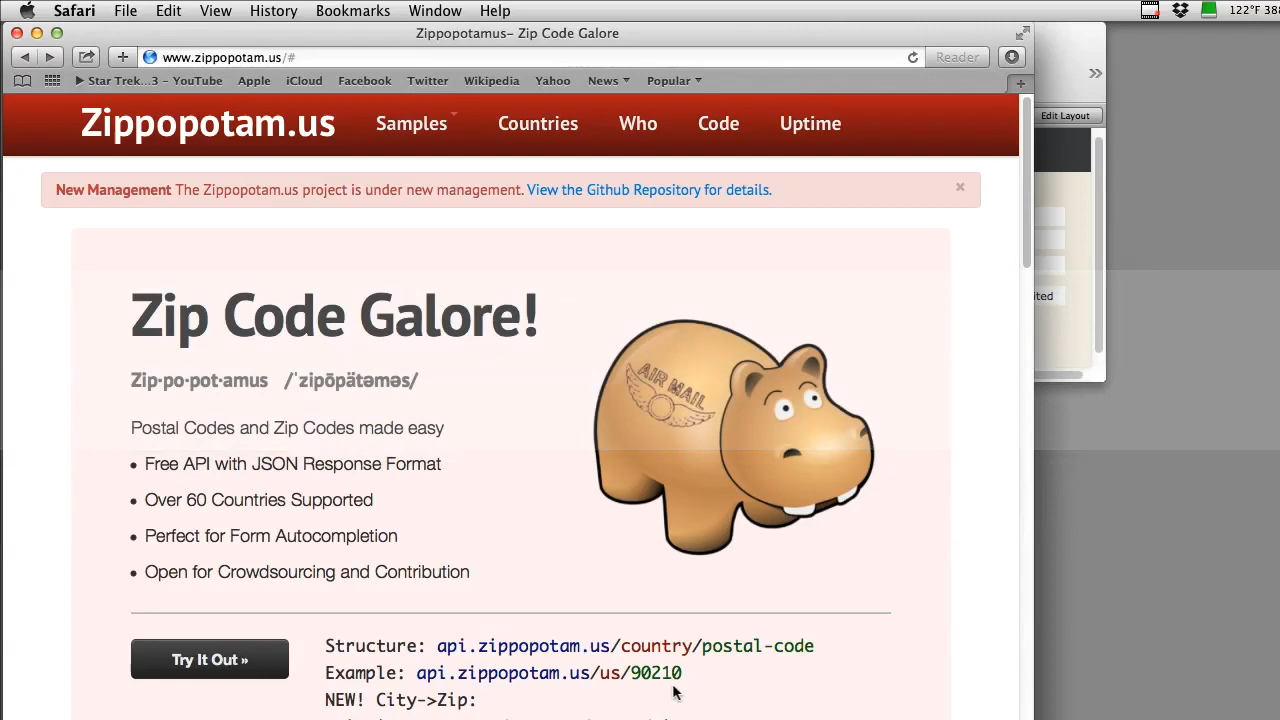 Safari File Edit View History Bookmarks Window Help 122°F 388
Zippopotamus- Zip Code Galore
www.zippopotam.us/# Reader
▶ Star Trek...3 - YouTube Apple iCloud Facebook Twitter Wikipedia Yahoo News ▾ Popular ▾
Edit Layout
Zippopotam.us Samples Countries Who Code Uptime
New Management The Zippopotam.us project is under new management. View the Github Repository for details. ×
Zip Code Galore!
Zip·po·pot·amus /ˈzipōpätəməs/
AIR MAIL
Postal Codes and Zip Codes made easy
• Free API with JSON Response Format
• Over 60 Countries Supported
• Perfect for Form Autocompletion
• Open for Crowdsourcing and Contribution
ited
Try It Out »
Structure: api.zippopotam.us/country/postal-code
Example: api.zippopotam.us/us/90210
NEW! City->Zip: